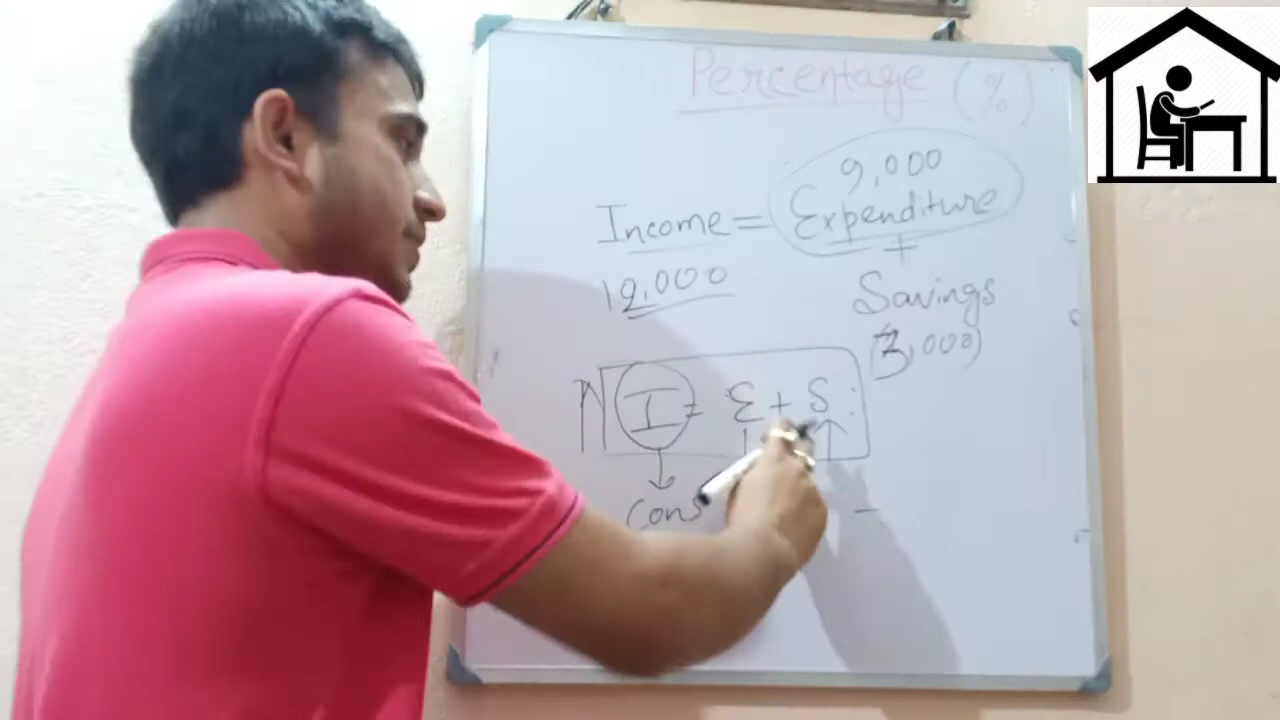 Percentage (%)
9,000
Income = Expenditure
+
12,000
Savings
(3,000)
I = E + S
Cons